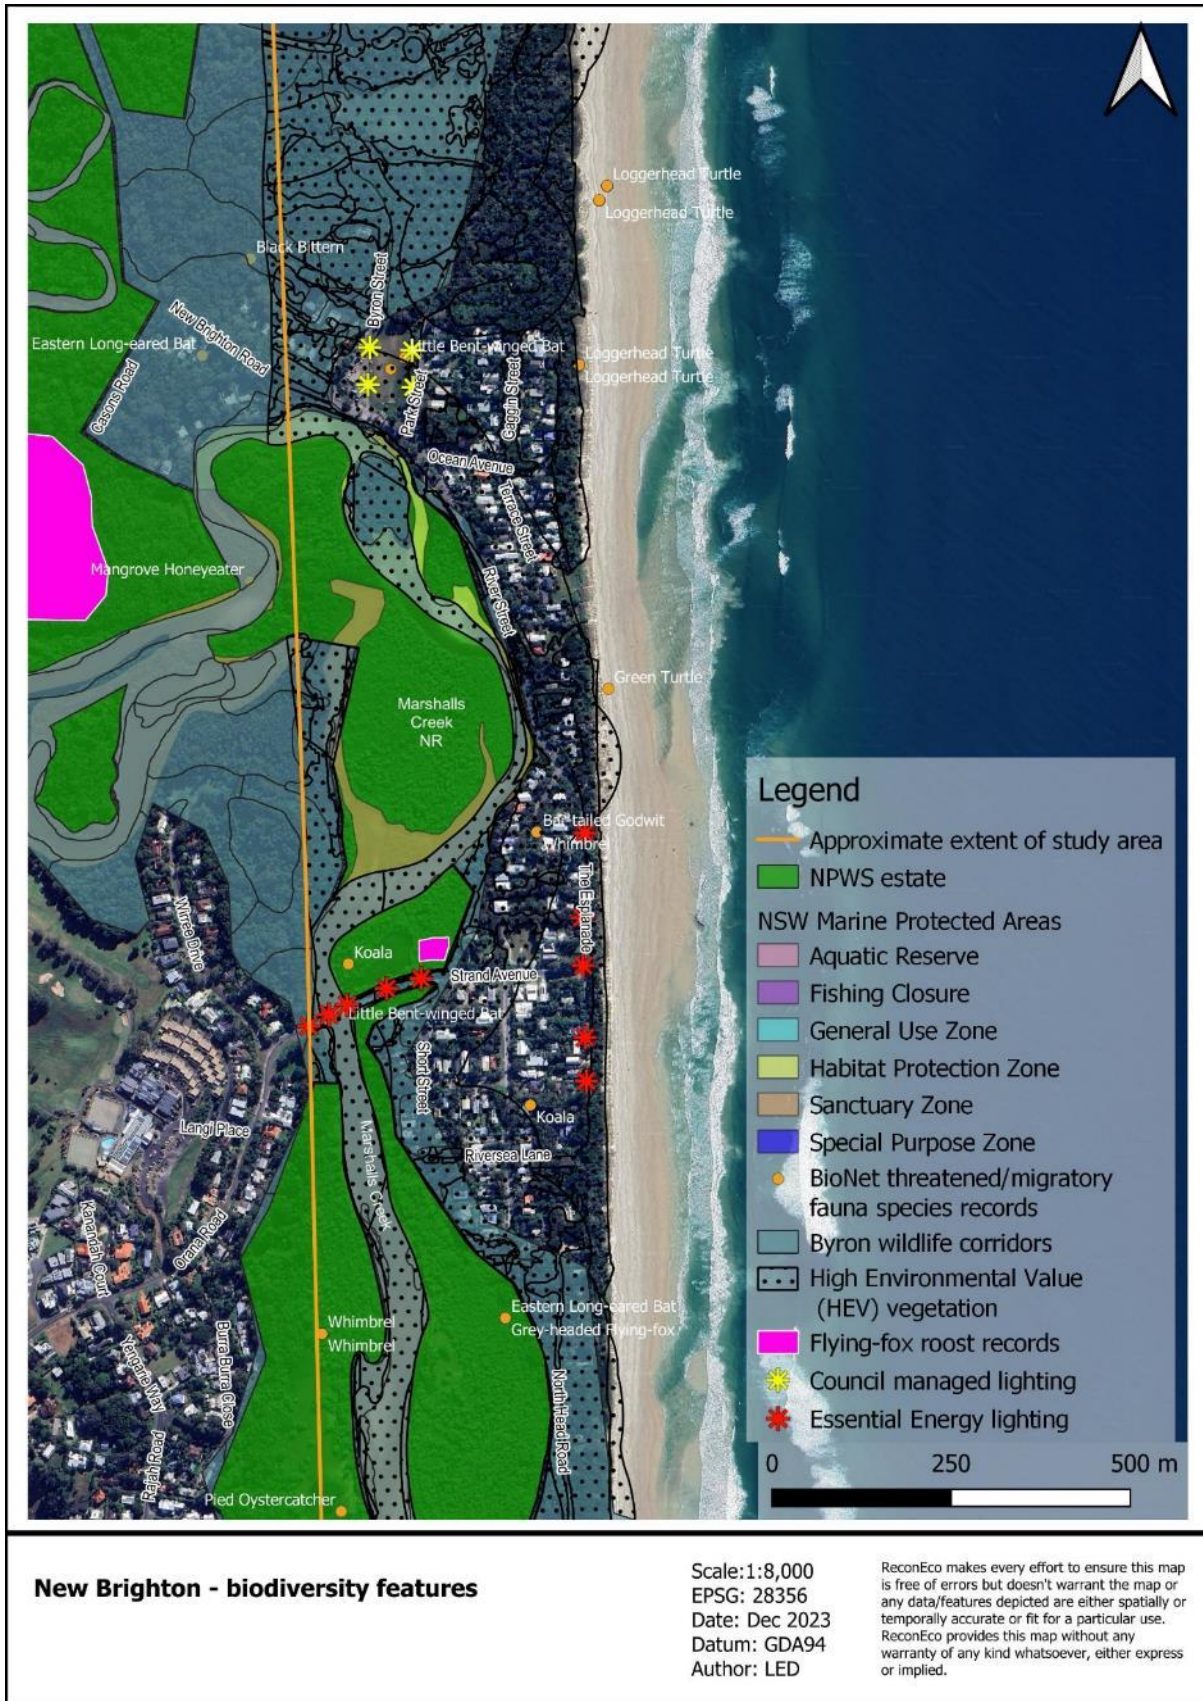 Loggerhead Turtle
Loggerhead Turtle
Black Bittern
Byron Street
New Brighton Road
Eastern Long-eared Bat
Little Bent-winged Bat
Loggerhead Turtle
Loggerhead Turtle
Casons Road
Park Street
Gaggin Street
Ocean Avenue
Terrace Street
Mangrove Honeyeater
River Street
Green Turtle
Marshalls
Creek
NR
Bar-tailed Godwit
Whimbrel
The Esplanade
Wirree Drive
Koala
Strand Avenue
Little Bent-winged Bat
Short Street
Koala
Langi Place
Marshalls Creek
Riversea Lane
Kanandah Court
Orana Road
Eastern Long-eared Bat
Grey-headed Flying-fox
Whimbrel
Whimbrel
Yengarie Way
Burra Burra Close
North Head Road
Rajah Road
Pied Oystercatcher
Legend
Approximate extent of study area
NPWS estate
NSW Marine Protected Areas
Aquatic Reserve
Fishing Closure
General Use Zone
Habitat Protection Zone
Sanctuary Zone
Special Purpose Zone
BioNet threatened/migratory
fauna species records
Byron wildlife corridors
High Environmental Value
(HEV) vegetation
Flying-fox roost records
Council managed lighting
Essential Energy lighting
0 250 500 m
New Brighton - biodiversity features
Scale:1:8,000
EPSG: 28356
Date: Dec 2023
Datum: GDA94
Author: LED
ReconEco makes every effort to ensure this map
is free of errors but doesn't warrant the map or
any data/features depicted are either spatially or
temporally accurate or fit for a particular use.
ReconEco provides this map without any
warranty of any kind whatsoever, either express
or implied.